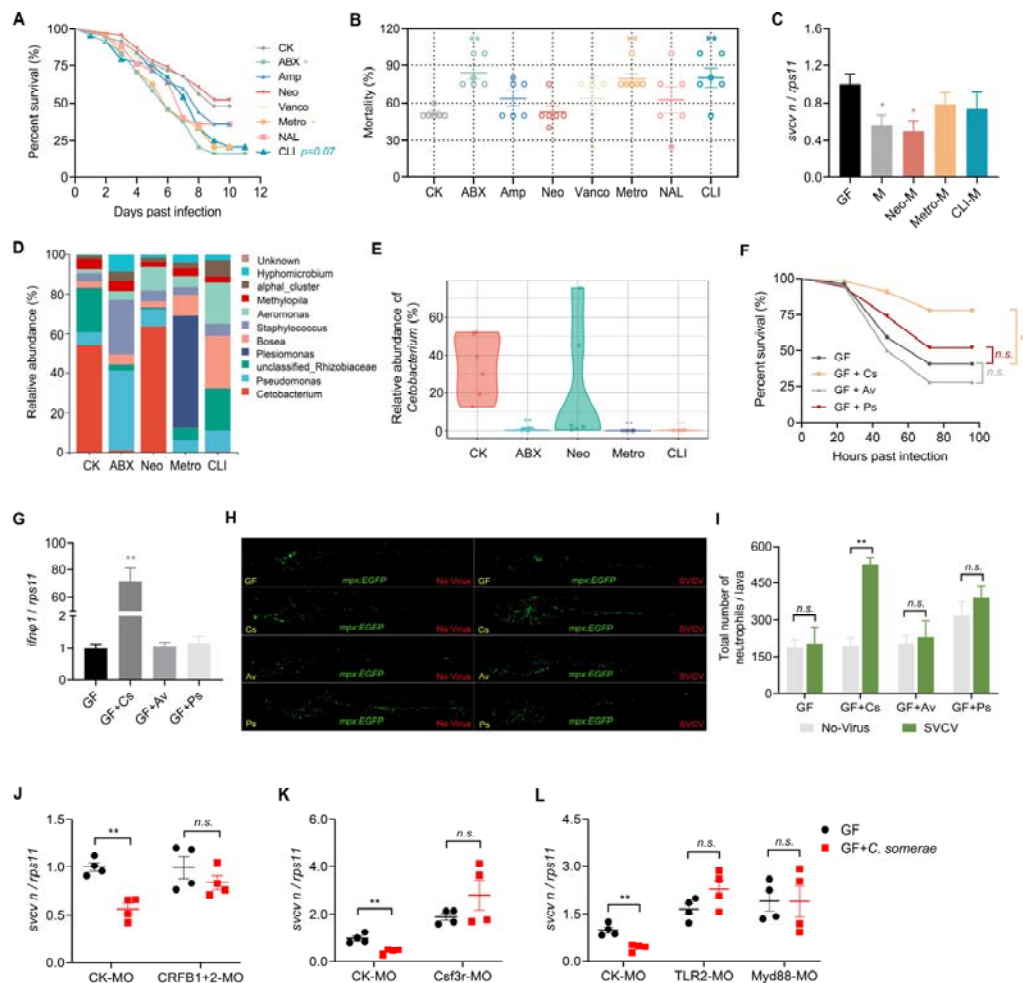 A
Percent survival (%)
100
75
50
25
0
0 2 4 6 8 10 12
Days past infection
CK
ABX *
Amp
Neo
Vanco
Metro
NAL
CLI p=0.07
B
Mortality (%)
120
90
60
30
0
** ** **
CK ABX Amp Neo Vanco Metro NAL CLI
C
svcv n / rps11
1.6
1.2
0.8
0.4
0
* *
GF M Neo-M Metro-M CLI-M
D
Relative abundance (%)
100
80
60
40
20
0
CK ABX Neo Metro CLI
Unknown
Hyphomicrobium
alphal_cluster
Methylopila
Aeromonas
Staphylococcus
Bosea
Plesiomonas
unclassified_Rhizobiaceae
Pseudomonas
Cetobacterium
E
Relative abundance of
Cetobacterium (%)
60
40
20
0
CK ABX Neo Metro CLI
F
Percent survival (%)
100
75
50
25
0
0 20 40 60 80 100
Hours past infection
GF
GF + Cs
GF + Av
GF + Ps
n.s.
n.s.
G
ifnφ1 / rps11
100
80
60
40
2
1
0
**
GF GF+Cs GF+Av GF+Ps
H
GF mpx:EGFP No-Virus
GF mpx:EGFP SVCV
Cs mpx:EGFP No-Virus
Cs mpx:EGFP SVCV
Av mpx:EGFP No-Virus
Av mpx:EGFP SVCV
Ps mpx:EGFP No-Virus
Ps mpx:EGFP SVCV
I
Total number of
neutrophils / lava
600
450
300
150
0
n.s. ** n.s. n.s.
GF GF+Cs GF+Av GF+Ps
No-Virus SVCV
J
svcv n / rps11
1.5
1.0
0.5
0
** n.s.
CK-MO CRFB1+2-MO
K
svcv n / rps11
6.0
4.0
2.0
0
** n.s.
CK-MO Csf3r-MO
L
svcv n / rps11
4.5
3.0
1.5
0
** n.s. n.s.
CK-MO TLR2-MO Myd88-MO
GF
GF+C. somerae